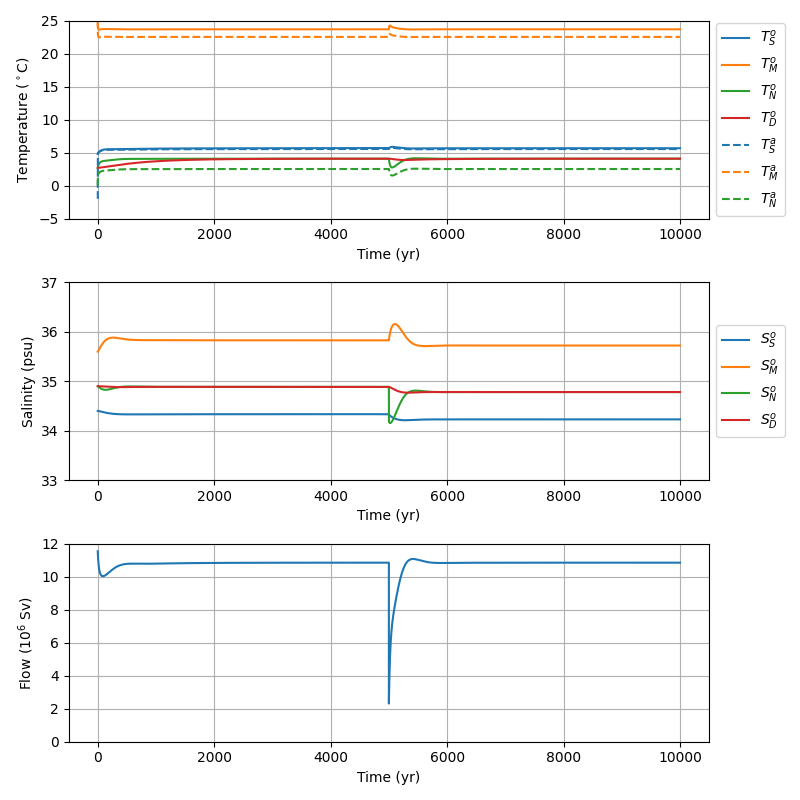 Temperature (°C)
25
20
15
10
5
0
−5
0 2000 4000 6000 8000 10000
Time (yr)
T_S^o
T_M^o
T_N^o
T_D^o
T_S^a
T_M^a
T_N^a
Salinity (psu)
37
36
35
34
33
0 2000 4000 6000 8000 10000
Time (yr)
S_S^o
S_M^o
S_N^o
S_D^o
Flow (10⁶ Sv)
12
10
8
6
4
2
0
0 2000 4000 6000 8000 10000
Time (yr)